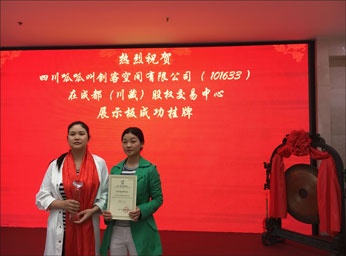 热烈祝贺
四川呱呱叫创客空间有限公司（101633）
在成都（川藏）股权交易中心
展示板成功挂牌